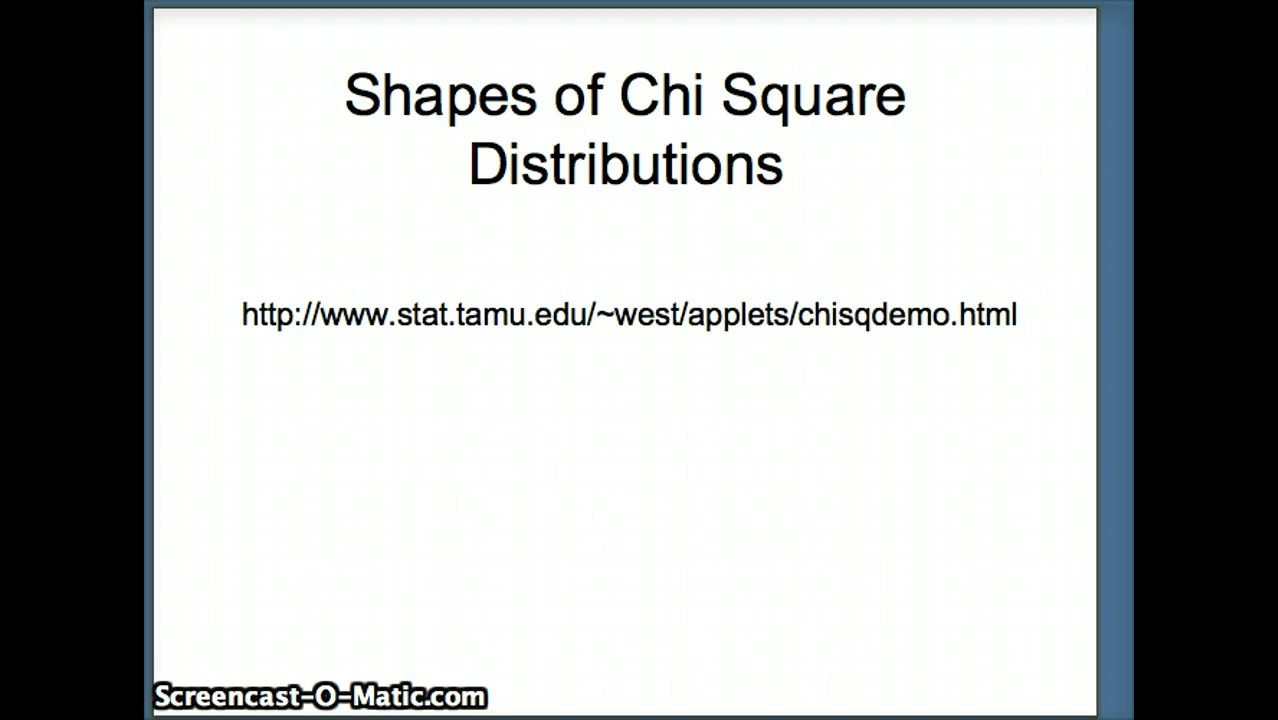 Shapes of Chi Square
Distributions
http://www.stat.tamu.edu/~west/applets/chisqdemo.html
Screencast-O-Matic.com